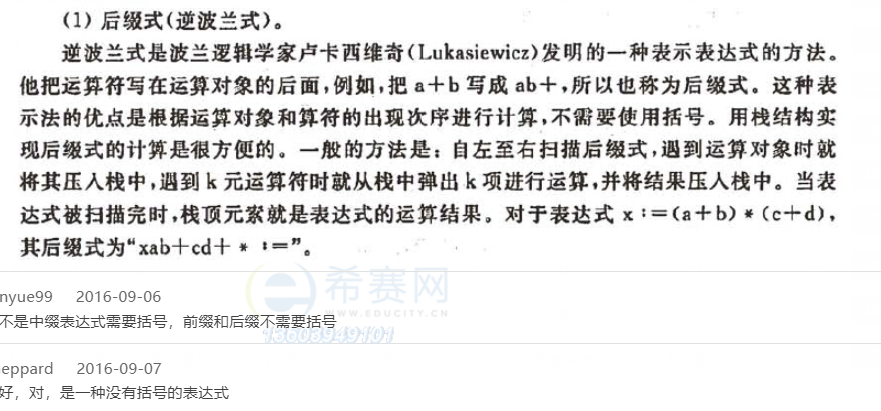 (1) 后缀式(逆波兰式)。
逆波兰式是波兰逻辑学家卢卡西维奇(Lukasiewicz)发明的一种表示表达式的方法。
他把运算符写在运算对象的后面,例如,把 a+b 写成 ab+,所以也称为后缀式。这种表
示法的优点是根据运算对象和算符的出现次序进行计算,不需要使用括号。用栈结构实
现后缀式的计算是很方便的。一般的方法是:自左至右扫描后缀式,遇到运算对象时就
将其压入栈中,遇到 k 元运算符时就从栈中弹出 k 项进行运算,并将结果压入栈中。当表
达式被扫描完时,栈顶元素就是表达式的运算结果。对于表达式 x:=(a+b)*(c+d),
其后缀式为“xab+cd+*:=”。
希赛网
WWW.EDUCITY.CN
13608949101
nyue99 2016-09-06
不是中缀表达式需要括号，前缀和后缀不需要括号
eppard 2016-09-07
好，对，是一种没有括号的表达式